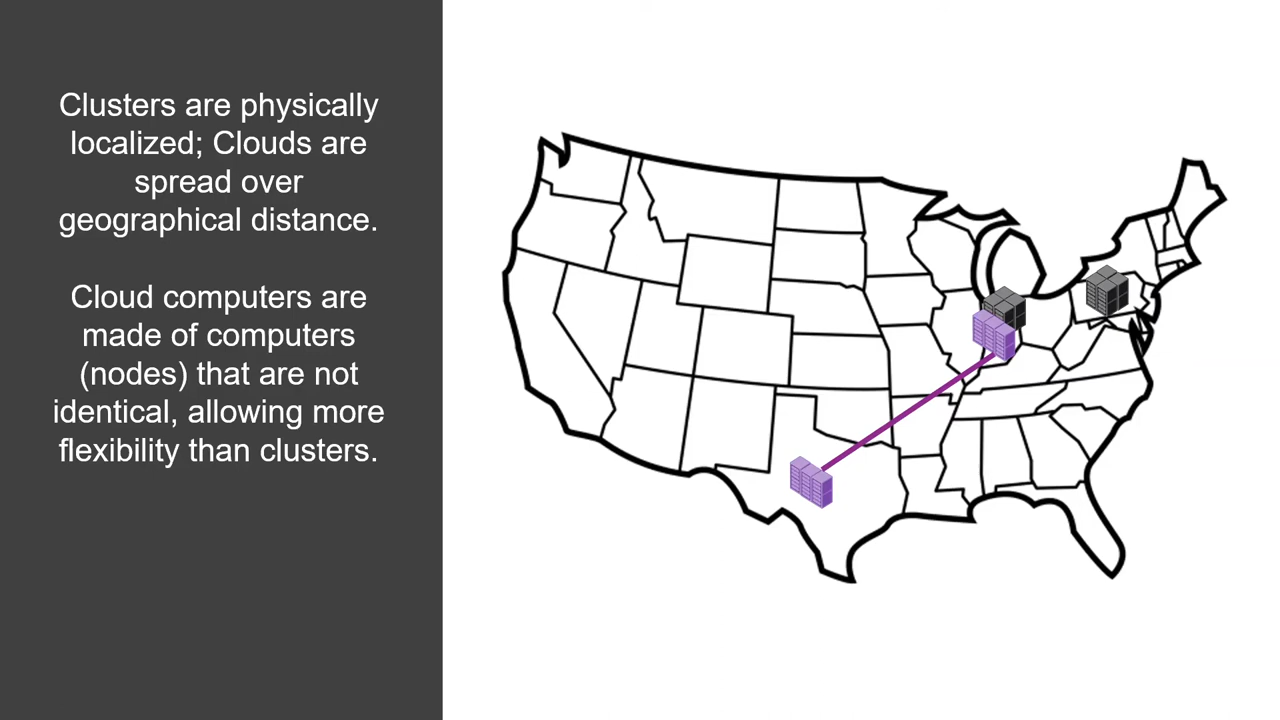 Clusters are physically
localized; Clouds are
spread over
geographical distance.
Cloud computers are
made of computers
(nodes) that are not
identical, allowing more
flexibility than clusters.